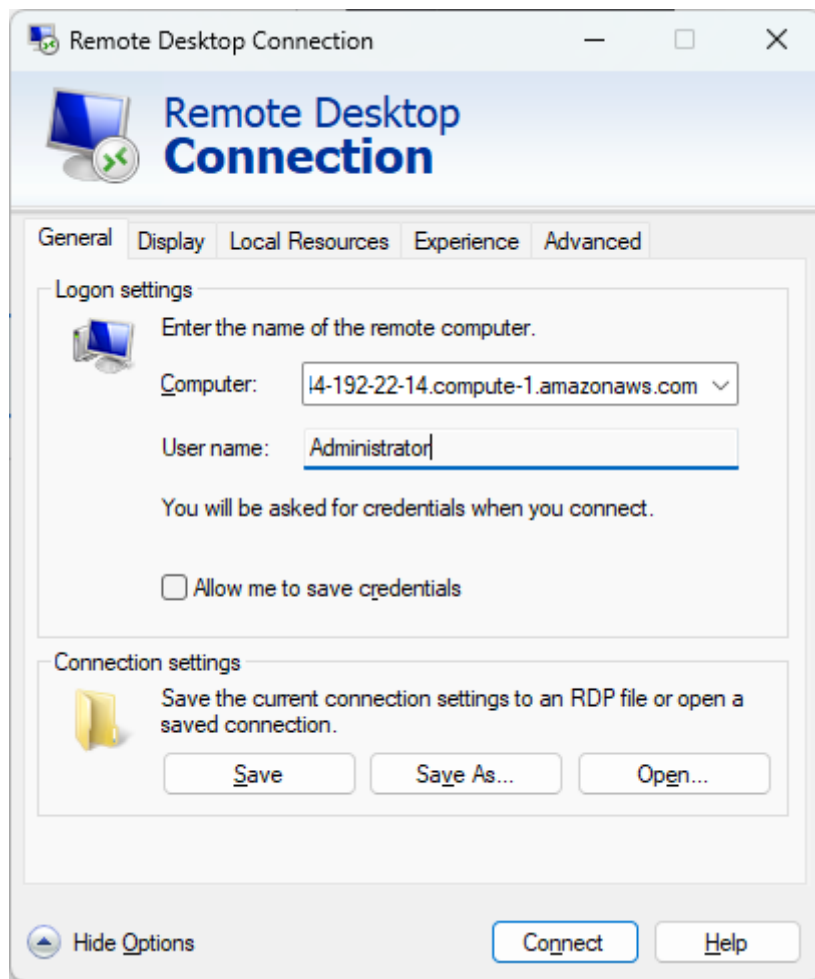 Remote Desktop Connection
Remote Desktop
Connection
General Display Local Resources Experience Advanced
Logon settings
Enter the name of the remote computer.
Computer: 4-192-22-14.compute-1.amazonaws.com
User name: Administrator
You will be asked for credentials when you connect.
Allow me to save credentials
Connection settings
Save the current connection settings to an RDP file or open a
saved connection.
Save Save As... Open...
Hide Options Connect Help